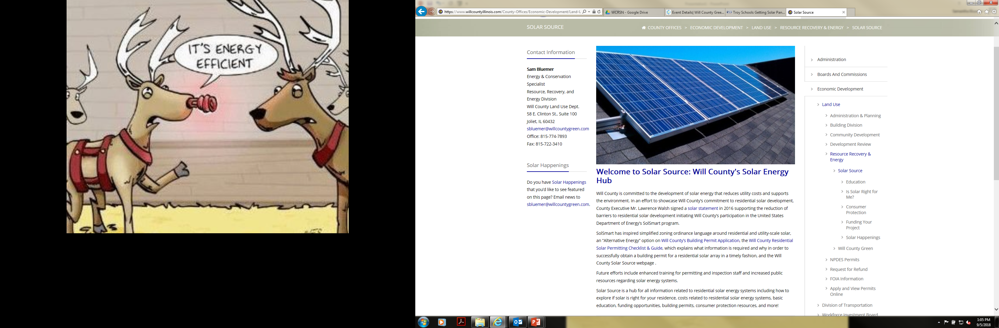 IT'S ENERGY
EFFICIENT
https://www.willcountyillinois.com/County-Offices/Economic-Development/Land-U
WCRSN - Google Drive
Event Details| Will County Gree...
Troy Schools Getting Solar Pan...
Solar Source
SOLAR SOURCE
COUNTY OFFICES > ECONOMIC DEVELOPMENT > LAND USE > RESOURCE RECOVERY & ENERGY > SOLAR SOURCE
Contact Information
Sam Bluemer
Energy & Conservation
Specialist
Resource, Recovery, and
Energy Division
Will County Land Use Dept.
58 E. Clinton St., Suite 100
Joliet, IL 60432
sbluemer@willcountygreen.com
Office: 815-774-7893
Fax: 815-722-3410
Solar Happenings
Do you have Solar Happenings
that you'd like to see featured
on this page? Email news to
sbluemer@willcountygreen.com.
Welcome to Solar Source: Will County's Solar Energy
Hub
Will County is committed to the development of solar energy that reduces utility costs and supports
the environment. In an effort to showcase Will County's commitment to residential solar development,
County Executive Mr. Lawrence Walsh signed a solar statement in 2016 supporting the reduction of
barriers to residential solar development initiating Will County's participation in the United States
Department of Energy's SolSmart program.
SolSmart has inspired simplified zoning ordinance language around residential and utility-scale solar,
an “Alternative Energy” option on Will County's Building Permit Application, the Will County Residential
Solar Permitting Checklist & Guide, which explains what information is required and why in order to
successfully obtain a building permit for a residential solar array in a timely fashion, and the Will
County Solar Source webpage .
Future efforts include enhanced training for permitting and inspection staff and increased public
resources regarding solar energy systems.
Solar Source is a hub for all information related to residential solar energy systems including how to
explore if solar is right for your residence, costs related to residential solar energy systems, basic
education, funding opportunities, building permits, consumer protection resources, and more!
Administration
Boards And Commissions
Economic Development
Land Use
Administration & Planning
Building Division
Community Development
Development Review
Resource Recovery &
Energy
Solar Source
Education
Is Solar Right for
Me?
Consumer
Protection
Funding Your
Project
Solar Happenings
Will County Green
NPDES Permits
Request for Refund
FOIA Information
Apply and View Permits
Online
Division of Transportation
Workforce Investment Board
1:05 PM
9/5/2018